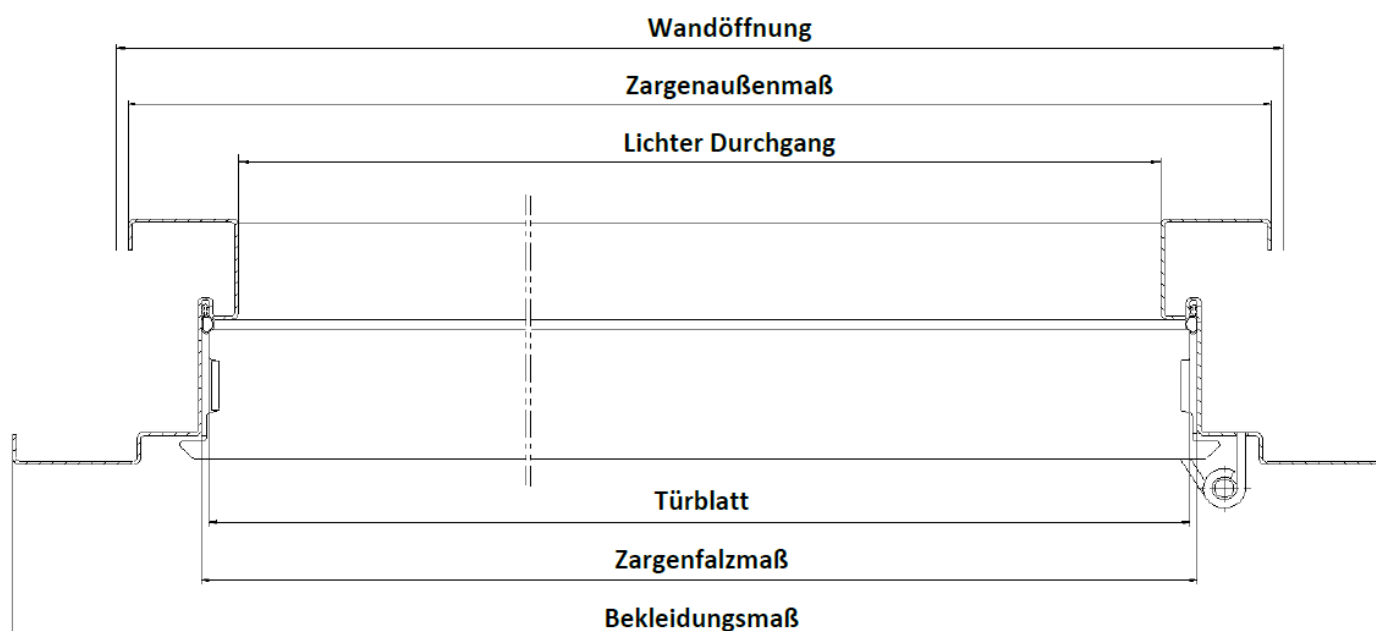 Wandöffnung
Zargenaußenmaß
Lichter Durchgang
Türblatt
Zargenfalzmaß
Bekleidungsmaß